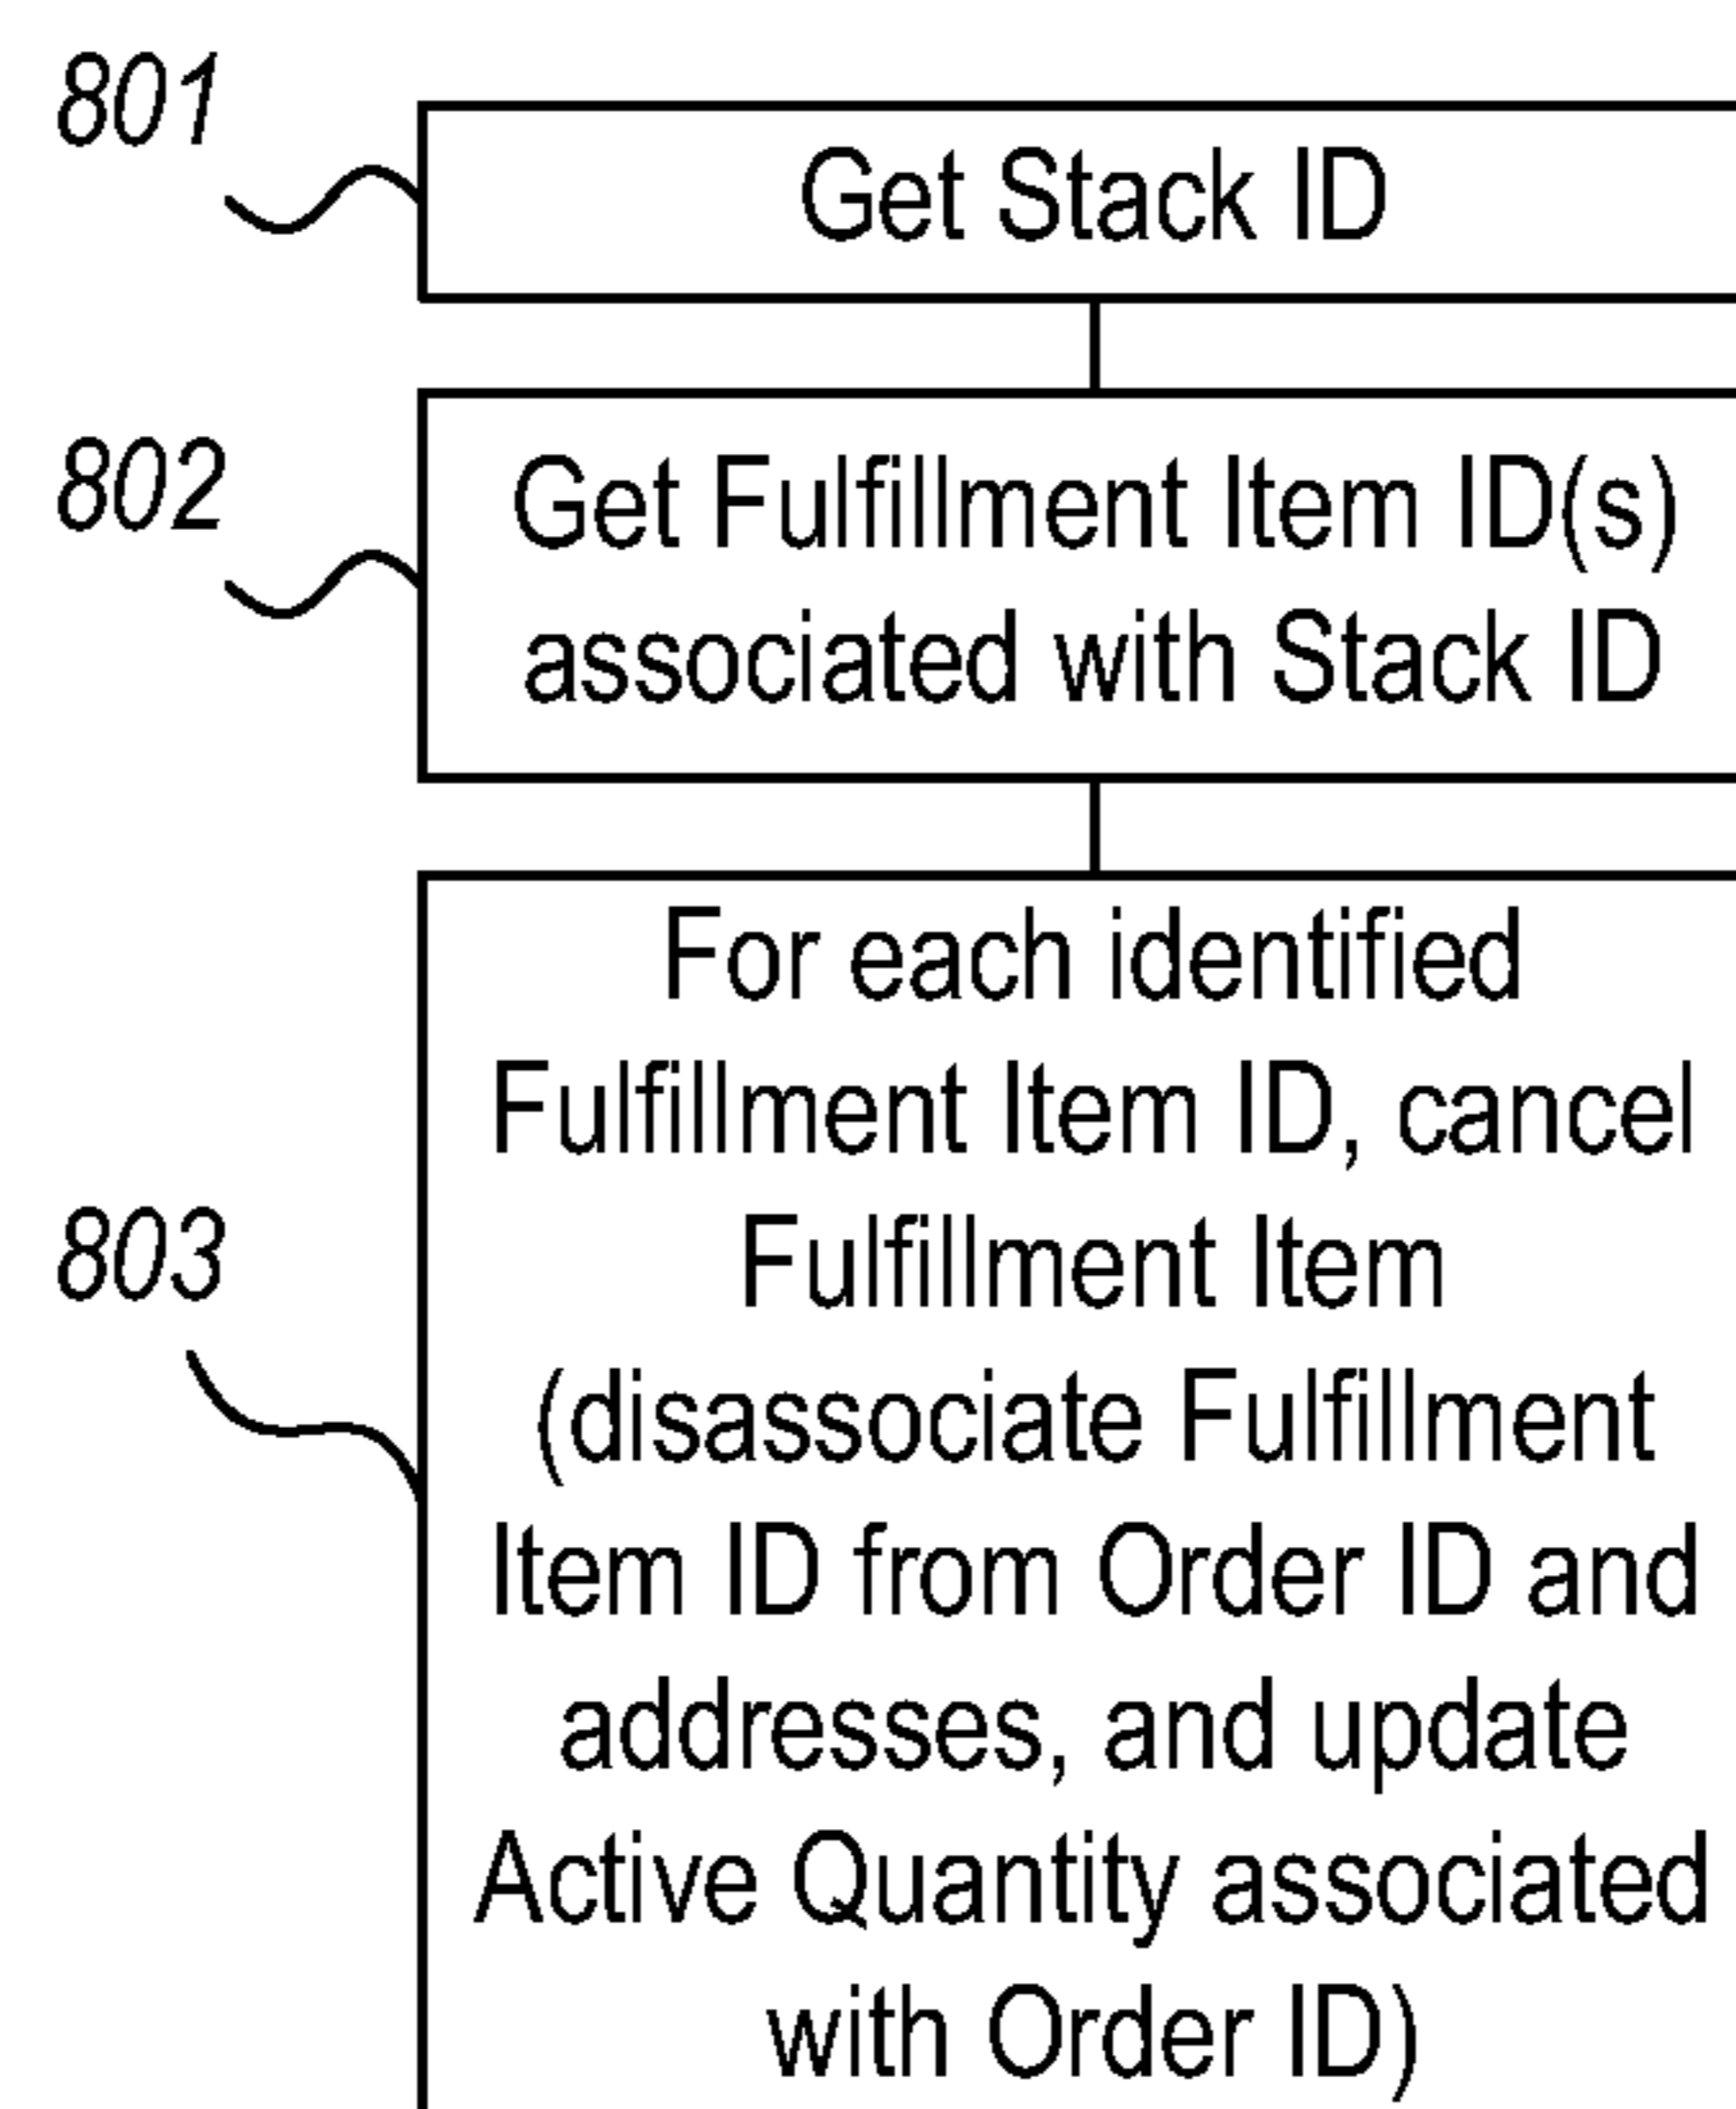 801
Get Stack ID
802
Get Fulfillment Item ID(s)
associated with Stack ID
For each identified
Fulfillment Item ID, cancel
803
Fulfillment Item
(disassociate Fulfillment
Item ID from Order ID and
addresses, and update
Active Quantity associated
with Order ID)